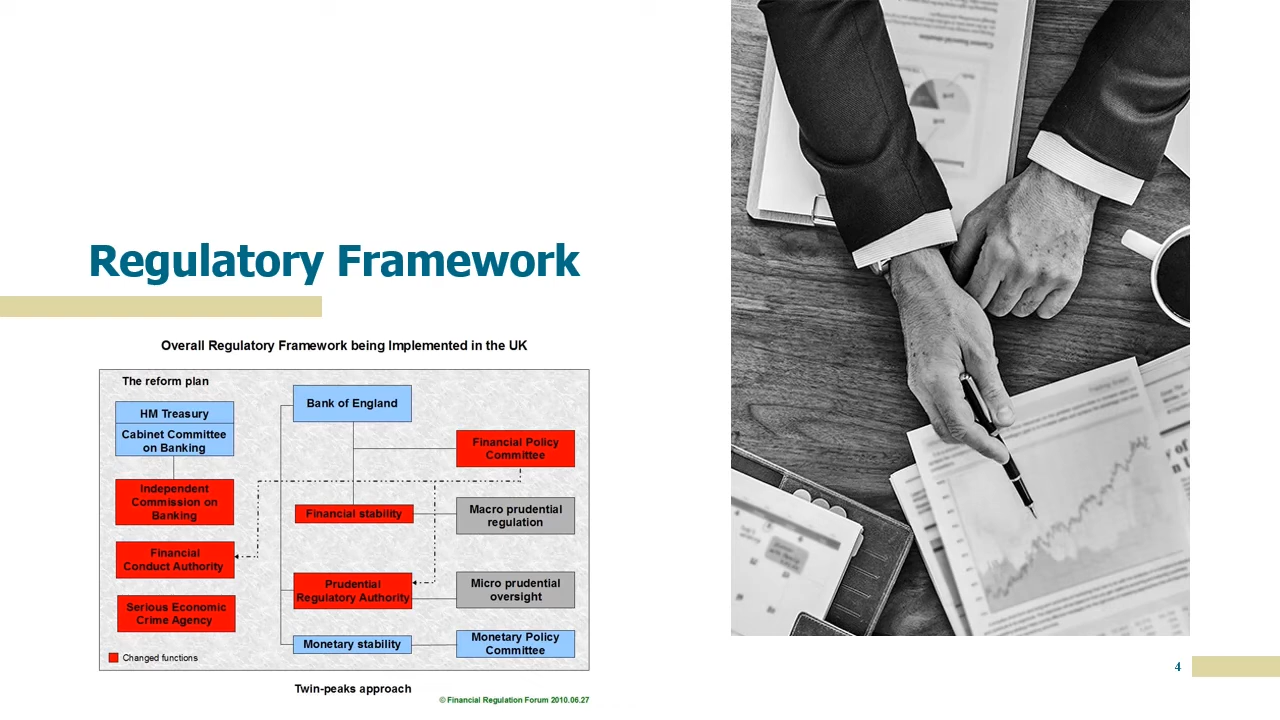 Regulatory Framework
Overall Regulatory Framework being Implemented in the UK
The reform plan
HM Treasury
Cabinet Committee
on Banking
Independent
Commission on
Banking
Financial
Conduct Authority
Serious Economic
Crime Agency
Bank of England
Financial Policy
Committee
Financial stability
Macro prudential
regulation
Prudential
Regulatory Authority
Micro prudential
oversight
Monetary stability
Monetary Policy
Committee
Changed functions
Twin-peaks approach
© Financial Regulation Forum 2010.06.27
4